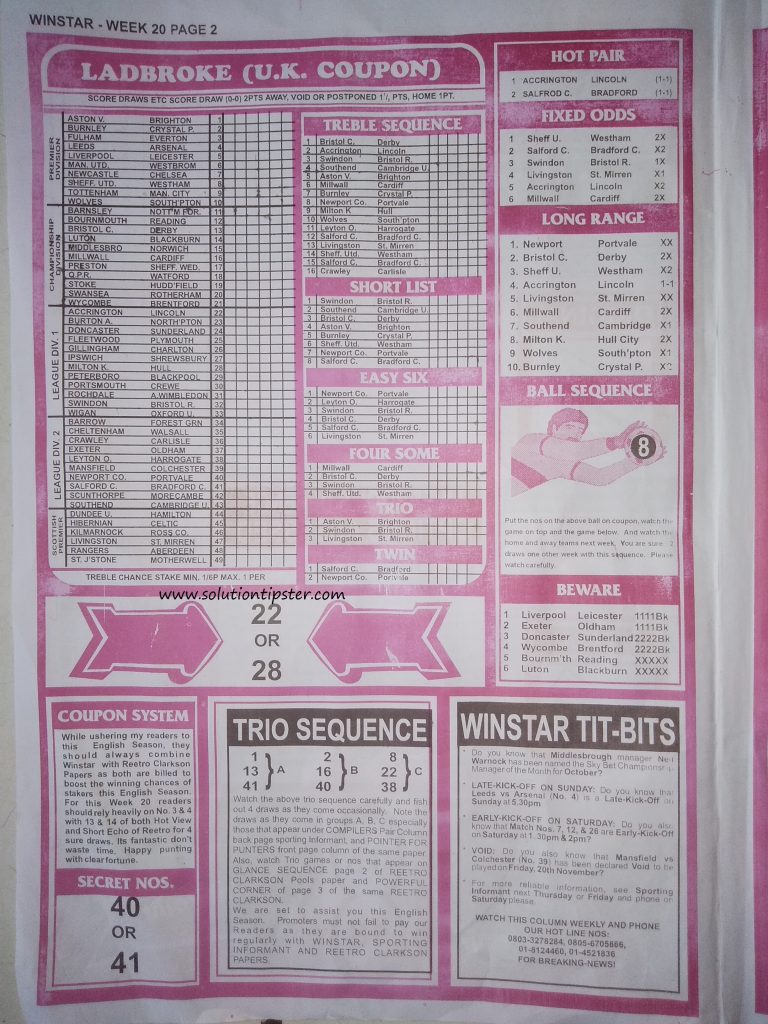 WINSTAR - WEEK 20 PAGE 2
LADBROKE (U.K. COUPON)
SCORE DRAWS ETC SCORE DRAW (0-0) 2PTS AWAY, VOID OR POSTPONED 1½ PTS, HOME 1PT.
PREMIER DIVISION
ASTON V. BRIGHTON 1
BURNLEY CRYSTAL P. 2
FULHAM EVERTON 3
LEEDS ARSENAL 4
LIVERPOOL LEICESTER 5
MAN. UTD. WESTBROM 6
NEWCASTLE CHELSEA 7
SHEFF. UTD. WESTHAM 8
TOTTENHAM MAN. CITY 9
WOLVES SOUTH'PTON 10
CHAMPIONSHIP DIVISION
BARNSLEY NOTT'M FOR. 11
BOURNMOUTH READING 12
BRISTOL C. DERBY 13
LUTON BLACKBURN 14
MIDDLESBRO NORWICH 15
MILLWALL CARDIFF 16
PRESTON SHEFF. WED. 17
Q.P.R. WATFORD 18
STOKE HUDD'FIELD 19
SWANSEA ROTHERHAM 20
WYCOMBE BRENTFORD 21
LEAGUE DIV. 1
ACCRINGTON LINCOLN 22
BURTON A. NORTH'PTON 23
DONCASTER SUNDERLAND 24
FLEETWOOD PLYMOUTH 25
GILLINGHAM CHARLTON 26
IPSWICH SHREWSBURY 27
MILTON K. HULL 28
PETERBORO BLACKPOOL 29
PORTSMOUTH CREWE 30
ROCHDALE A.WIMBLEDON 31
SWINDON BRISTOL R. 32
WIGAN OXFORD U. 33
LEAGUE DIV. 2
BARROW FOREST GRN 34
CHELTENHAM WALSALL 35
CRAWLEY CARLISLE 36
EXETER OLDHAM 37
LEYTON O. HARROGATE 38
MANSFIELD COLCHESTER 39
NEWPORT CO. PORTVALE 40
SALFORD C. BRADFORD C. 41
SCUNTHORPE MORECAMBE 42
SOUTHEND CAMBRIDGE U. 43
SCOTTISH PREMIER
DUNDEE U. HAMILTON 44
HIBERNIAN CELTIC 45
KILMARNOCK ROSS CO. 46
LIVINGSTON ST. MIRREN 47
RANGERS ABERDEEN 48
ST. J'STONE MOTHERWELL 49
TREBLE CHANCE STAKE MIN. 1/6P MAX. 1 PER
TREBLE SEQUENCE
1 Bristol C. Derby
2 Accrington Lincoln
3 Swindon Bristol R.
4 Southend Cambridge U.
5 Aston V. Brighton
6 Millwall Cardiff
7 Burnley Crystal P.
8 Newport Co. Portvale
9 Milton K Hull
10 Wolves South'pton
11 Leyton O. Harrogate
12 Salford C. Bradford C.
13 Livingston St. Mirren
14 Sheff. Utd. Westham
15 Salford C. Bradford C.
16 Crawley Carlisle
SHORT LIST
1 Swindon Bristol R.
2 Southend Cambridge U.
3 Bristol C. Derby
4 Aston V. Brighton
5 Burnley Crystal P.
6 Sheff. Utd. Westham
7 Newport Co. Portvale
8 Salford C. Bradford C.
EASY SIX
1 Newport Co. Portvale
2 Leyton O. Harrogate
3 Swindon Bristol R.
4 Bristol C. Derby
5 Salford C. Bradford C.
6 Livingston St. Mirren
FOUR SOME
1 Millwall Cardiff
2 Bristol C. Derby
3 Swindon Bristol R.
4 Sheff. Utd. Westham
TRIO
1 Aston V. Brighton
2 Swindon Bristol R.
3 Livingston St. Mirren
TWIN
1 Salford C. Bradford
2 Newport Co. Portvale
HOT PAIR
1 ACCRINGTON LINCOLN (1-1)
2 SALFROD C. BRADFORD (1-1)
FIXED ODDS
1 Sheff U. Westham 2X
2 Salford C. Bradford C. X2
3 Swindon Bristol R. 1X
4 Livingston St. Mirren X1
5 Accrington Lincoln X2
6 Millwall Cardiff 2X
LONG RANGE
1. Newport Portvale XX
2. Bristol C. Derby 2X
3. Sheff U. Westham X2
4. Accrington Lincoln 1-1
5. Livingston St. Mirren XX
6. Millwall Cardiff 2X
7. Southend Cambridge X1
8. Milton K. Hull City 2X
9. Wolves South'pton X1
10. Burnley Crystal P.
BALL SEQUENCE
8
Put the nos on the above ball on coupon, watch the
game on top and the game below. And watch the
home and away teams next week, You are sure 2
draws one other week with this sequence. Please
watch carefully.
BEWARE
1 Liverpool Leicester 1111Bk
2 Exeter Oldham 1111Bk
3 Doncaster Sunderland 2222Bk
4 Wycombe Brentford 2222Bk
5 Bournm'th Reading XXXXX
6 Luton Blackburn XXXXX
www.solutiontipster.com
22
OR
28
COUPON SYSTEM
While ushering my readers to
this English Season, they
should always combine
Winstar with Reetro Clarkson
Papers as both are billed to
boost the winning chances of
stakers this English Season.
For this Week 20 readers
should rely heavily on No. 3 & 4
with 13 & 14 of both Hot View
and Short Echo of Reetro for 4
sure draws. Its fantastic don't
waste time. Happy punting
with clear fortune.
SECRET NOS.
40
OR
41
TRIO SEQUENCE
1 2 8
13 A 16 B 22 C
41 40 38
Watch the above trio sequence carefully and fish
out 4 draws as they come occasionally. Note the
draws as they come in groups A, B, C especially
those that appear under COMPILERS Pair Column
back page sporting Informant, and POINTER FOR
PUNTERS front page column of the same paper.
Also, watch Trio games or nos that appear on
GLANCE SEQUENCE page 2 of REETRO
CLARKSON Pools paper and POWERFUL
CORNER of page 3 of the same REETRO
CLARKSON.
We are set to assist you this English
Season. Promoters must not fail to pay our
Readers as they are bound to win
regularly with WINSTAR, SPORTING
INFORMANT AND REETRO CLARKSON
PAPERS.
WINSTAR TIT-BITS
* Do you know that Middlesbrough manager Neil
Warnock has been named the Sky Bet Championship
Manager of the Month for October?
* LATE-KICK-OFF ON SUNDAY: Do you know that
Leeds vs Arsenal (No. 4) is a Late-Kick-Off on
Sunday at 5.30pm
* EARLY-KICK-OFF ON SATURDAY: Do you also
know that Match Nos. 7, 12, & 26 are Early-Kick-Off
on Saturday at 1.30pm & 2pm?
* VOID: Do you also know that Mansfield vs
Colchester (No. 39) has been declared Void to be
played on Friday, 20th November?
* For more reliable information, see Sporting
Informant next Thursday or Friday and phone on
Saturday please.
WATCH THIS COLUMN WEEKLY AND PHONE
OUR HOT LINE NOS:
0803-3278284, 0805-6705666,
01-8124460, 01-4521836
FOR BREAKING-NEWS!